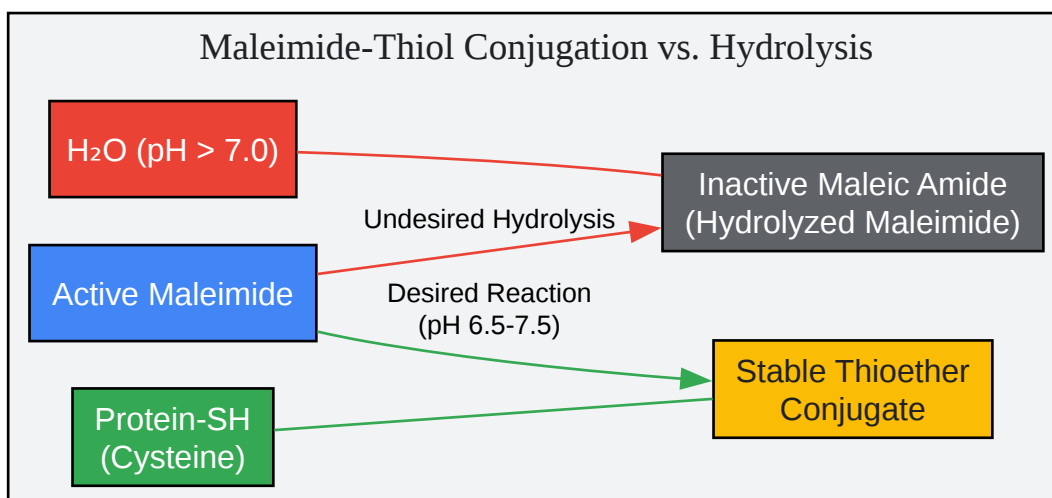 Maleimide-Thiol Conjugation vs. Hydrolysis
H₂O (pH > 7.0)
Inactive Maleic Amide
(Hydrolyzed Maleimide)
Undesired Hydrolysis
Active Maleimide
Desired Reaction
(pH 6.5-7.5)
Stable Thioether
Conjugate
Protein-SH
(Cysteine)